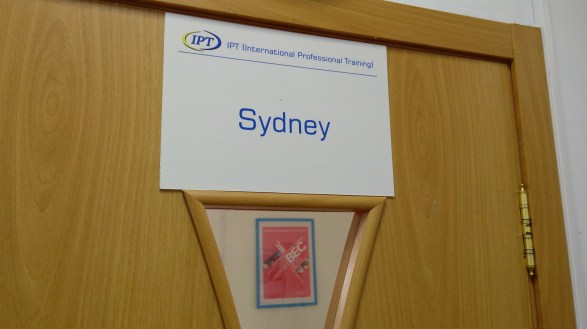 IPT
IPT (International Professional Training)
Sydney
BEC